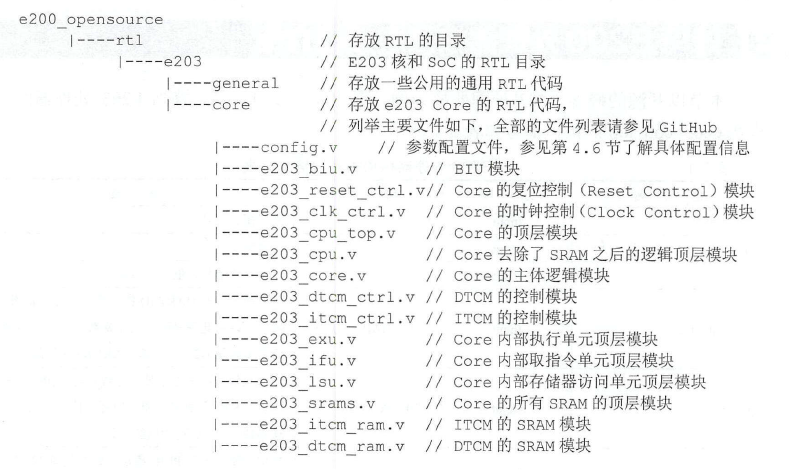 e200_opensource
|----rtl // 存放 RTL 的目录
|----e203 // E203 核和 SoC 的 RTL 目录
|----general // 存放一些公用的通用 RTL 代码
|----core // 存放 e203 Core 的 RTL 代码，
// 列举主要文件如下，全部的文件列表请参见 GitHub
|----config.v // 参数配置文件，参见第 4.6 节了解具体配置信息
|----e203_biu.v // BIU 模块
|----e203_reset_ctrl.v// Core 的复位控制（Reset Control）模块
|----e203_clk_ctrl.v // Core 的时钟控制（Clock Control）模块
|----e203_cpu_top.v // Core 的顶层模块
|----e203_cpu.v // Core 去除了 SRAM 之后的逻辑顶层模块
|----e203_core.v // Core 的主体逻辑模块
|----e203_dtcm_ctrl.v // DTCM 的控制模块
|----e203_itcm_ctrl.v // ITCM 的控制模块
|----e203_exu.v // Core 内部执行单元顶层模块
|----e203_ifu.v // Core 内部取指令单元顶层模块
|----e203_lsu.v // Core 内部存储器访问单元顶层模块
|----e203_srams.v // Core 的所有 SRAM 的顶层模块
|----e203_itcm_ram.v // ITCM 的 SRAM 模块
|----e203_dtcm_ram.v // DTCM 的 SRAM 模块